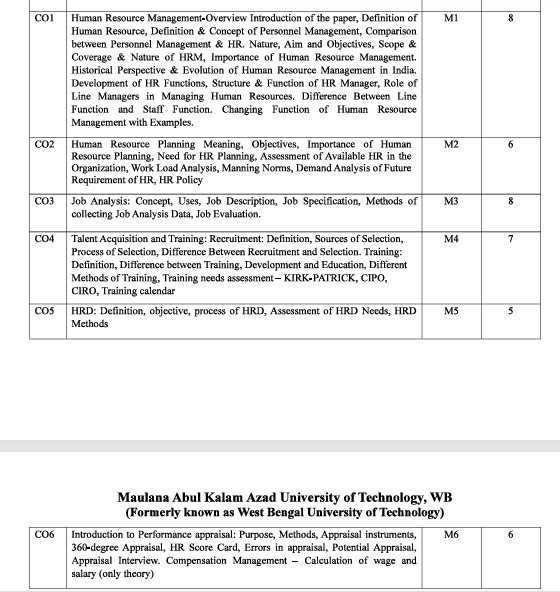 CO1 Human Resource Management-Overview Introduction of the paper, Definition of M1 8
Human Resource, Definition & Concept of Personnel Management, Comparison
between Personnel Management & HR. Nature, Aim and Objectives, Scope &
Coverage & Nature of HRM, Importance of Human Resource Management.
Historical Perspective & Evolution of Human Resource Management in India.
Development of HR Functions, Structure & Function of HR Manager, Role of
Line Managers in Managing Human Resources. Difference Between Line
Function and Staff Function. Changing Function of Human Resource
Management with Examples.
CO2 Human Resource Planning Meaning, Objectives, Importance of Human M2 6
Resource Planning, Need for HR Planning, Assessment of Available HR in the
Organization, Work Load Analysis, Manning Norms, Demand Analysis of Future
Requirement of HR, HR Policy
CO3 Job Analysis: Concept, Uses, Job Description, Job Specification, Methods of M3 8
collecting Job Analysis Data, Job Evaluation.
CO4 Talent Acquisition and Training: Recruitment: Definition, Sources of Selection, M4 7
Process of Selection, Difference Between Recruitment and Selection. Training:
Definition, Difference between Training, Development and Education, Different
Methods of Training, Training needs assessment – KIRK-PATRICK, CIPO,
CIRO, Training calendar
CO5 HRD: Definition, objective, process of HRD, Assessment of HRD Needs, HRD M5 5
Methods
Maulana Abul Kalam Azad University of Technology, WB
(Formerly known as West Bengal University of Technology)
CO6 Introduction to Performance appraisal: Purpose, Methods, Appraisal instruments, M6 6
360-degree Appraisal, HR Score Card, Errors in appraisal, Potential Appraisal,
Appraisal Interview. Compensation Management – Calculation of wage and
salary (only theory)